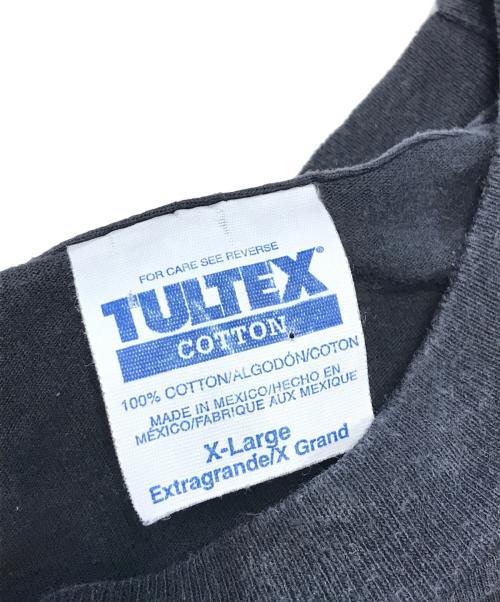 FOR CARE SEE REVERSE
TULTEX®
COTTON
100% COTTON/ALGODÓN/COTON
MADE IN MEXICO/HECHO EN
MÉXICO/FABRIQUE AUX MEXIQUE
X-Large
Extragrande/X Grand